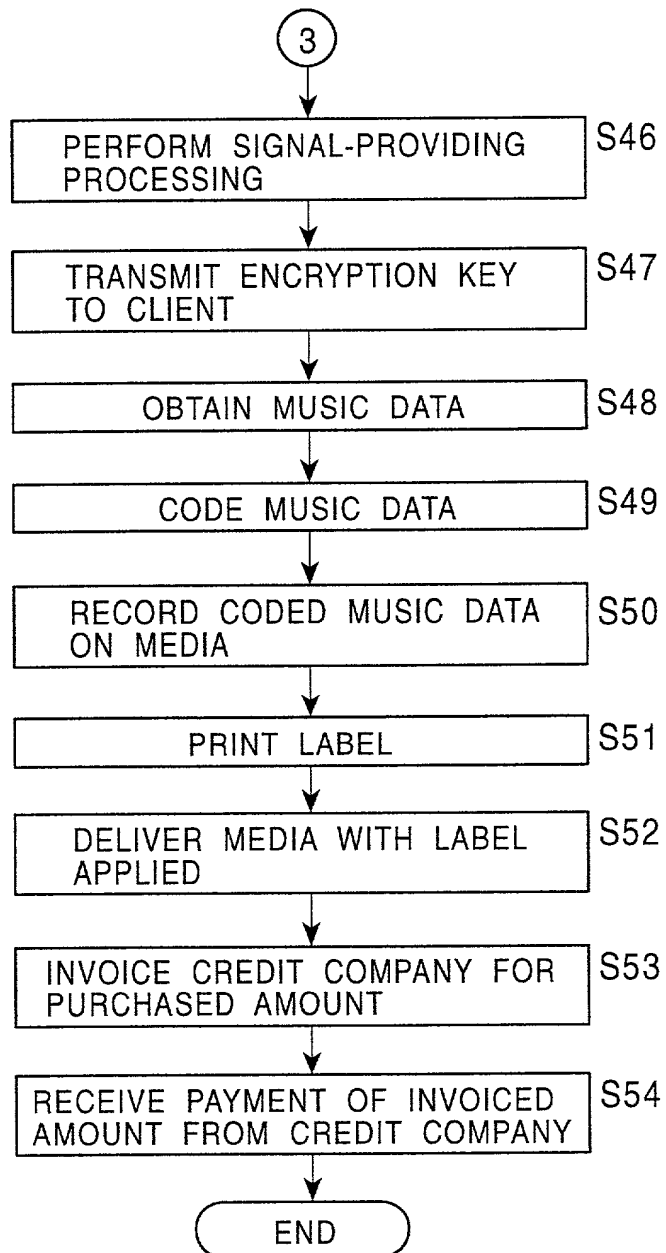 3
PERFORM SIGNAL-PROVIDING
PROCESSING
S46
TRANSMIT ENCRYPTION KEY
TO CLIENT
S47
OBTAIN MUSIC DATA
S48
CODE MUSIC DATA
S49
RECORD CODED MUSIC DATA
ON MEDIA
S50
PRINT LABEL
S51
DELIVER MEDIA WITH LABEL
APPLIED
S52
INVOICE CREDIT COMPANY FOR
PURCHASED AMOUNT
S53
RECEIVE PAYMENT OF INVOICED
AMOUNT FROM CREDIT COMPANY
S54
END